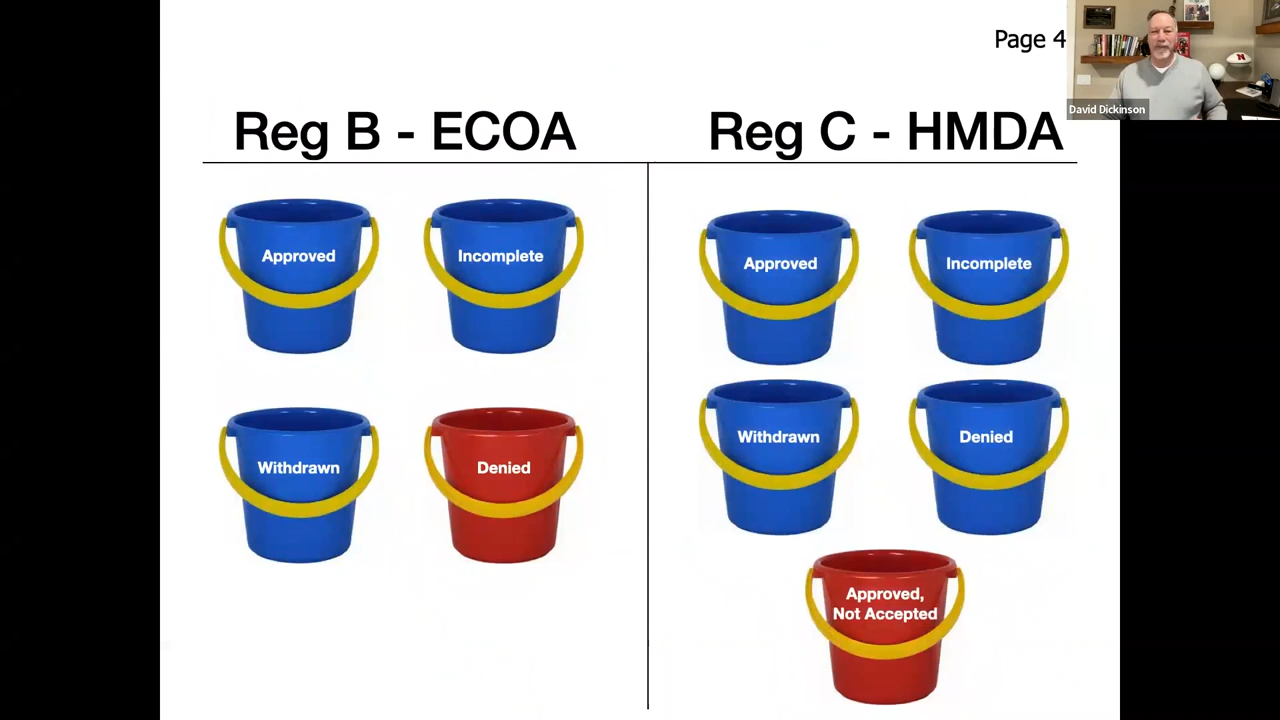 Page 4
David Dickinson
Reg B - ECOA
Reg C - HMDA
Approved
Incomplete
Withdrawn
Denied
Approved
Incomplete
Withdrawn
Denied
Approved,
Not Accepted
N